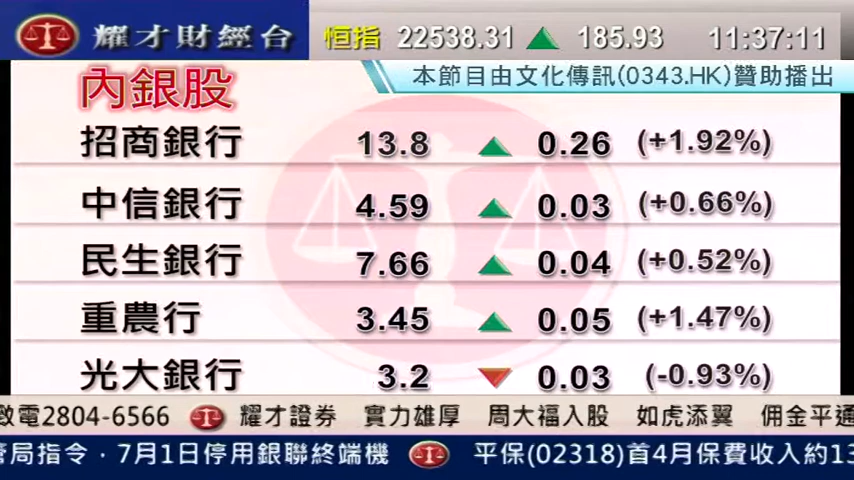 耀才財經台 恒指 22538.31 ▲ 185.93 11:37:11
內銀股 本節目由文化傳訊(0343.HK)贊助播出
招商銀行 13.8 ▲ 0.26 (+1.92%)
中信銀行 4.59 ▲ 0.03 (+0.66%)
民生銀行 7.66 ▲ 0.04 (+0.52%)
重農行 3.45 ▲ 0.05 (+1.47%)
光大銀行 3.2 ▼ 0.03 (-0.93%)
致電2804-6566 耀才證券 實力雄厚 周大福入股 如虎添翼 佣金平通
管局指令．7月1日停用銀聯終端機 平保(02318)首4月保費收入約13